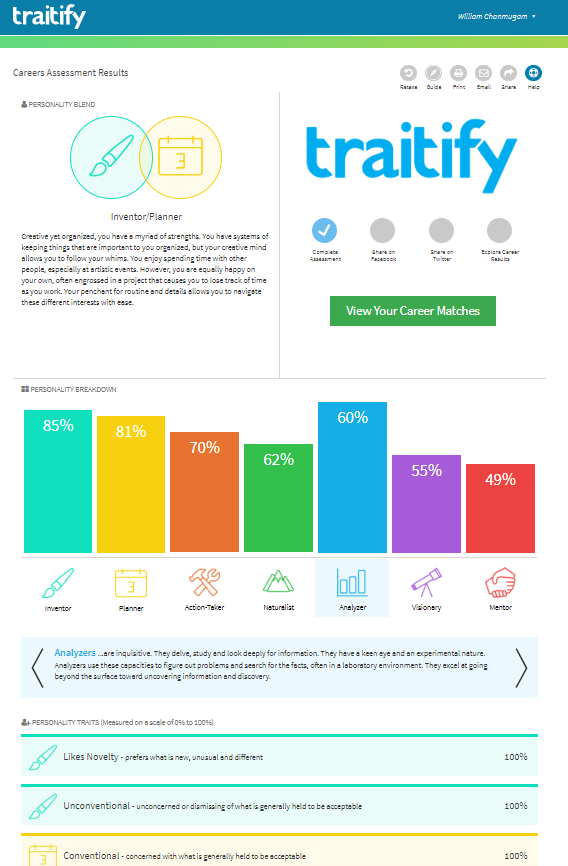 traitify
William Chanmugam
Careers Assessment Results
Retake Guide Print Email Share Help
PERSONALITY BLEND
3
Inventor/Planner
Creative yet organized, you have a myriad of strengths. You have systems of
keeping things that are important to you organized, but your creative mind
allows you to follow your whims. You enjoy spending time with other
people, especially at artistic events. However, you are equally happy on
your own, often engrossed in a project that causes you to lose track of time
as you work. Your penchant for routine and details allows you to navigate
these different interests with ease.
traitify
Complete
Assessment
Share on
Facebook
Share on
Twitter
Explore Career
Results
View Your Career Matches
PERSONALITY BREAKDOWN
85% 81% 70% 62% 60% 55% 49%
3
Inventor Planner Action-Taker Naturalist Analyzer Visionary Mentor
Analyzers ...are inquisitive. They delve, study and look deeply for information. They have a keen eye and an experimental nature.
Analyzers use these capacities to figure out problems and search for the facts, often in a laboratory environment. They excel at going
beyond the surface toward uncovering information and discovery.
PERSONALITY TRAITS (Measured on a scale of 0% to 100%)
Likes Novelty - prefers what is new, unusual and different 100%
Unconventional - unconcerned or dismissing of what is generally held to be acceptable 100%
3
Conventional - concerned with what is generally held to be acceptable 100%